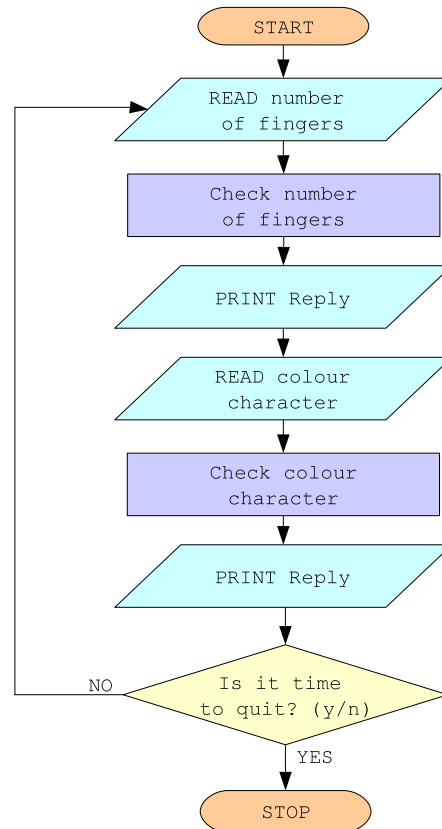 START
READ number
of fingers
Check number
of fingers
PRINT Reply
READ colour
character
Check colour
character
PRINT Reply
Is it time
to quit? (y/n)
NO
YES
STOP